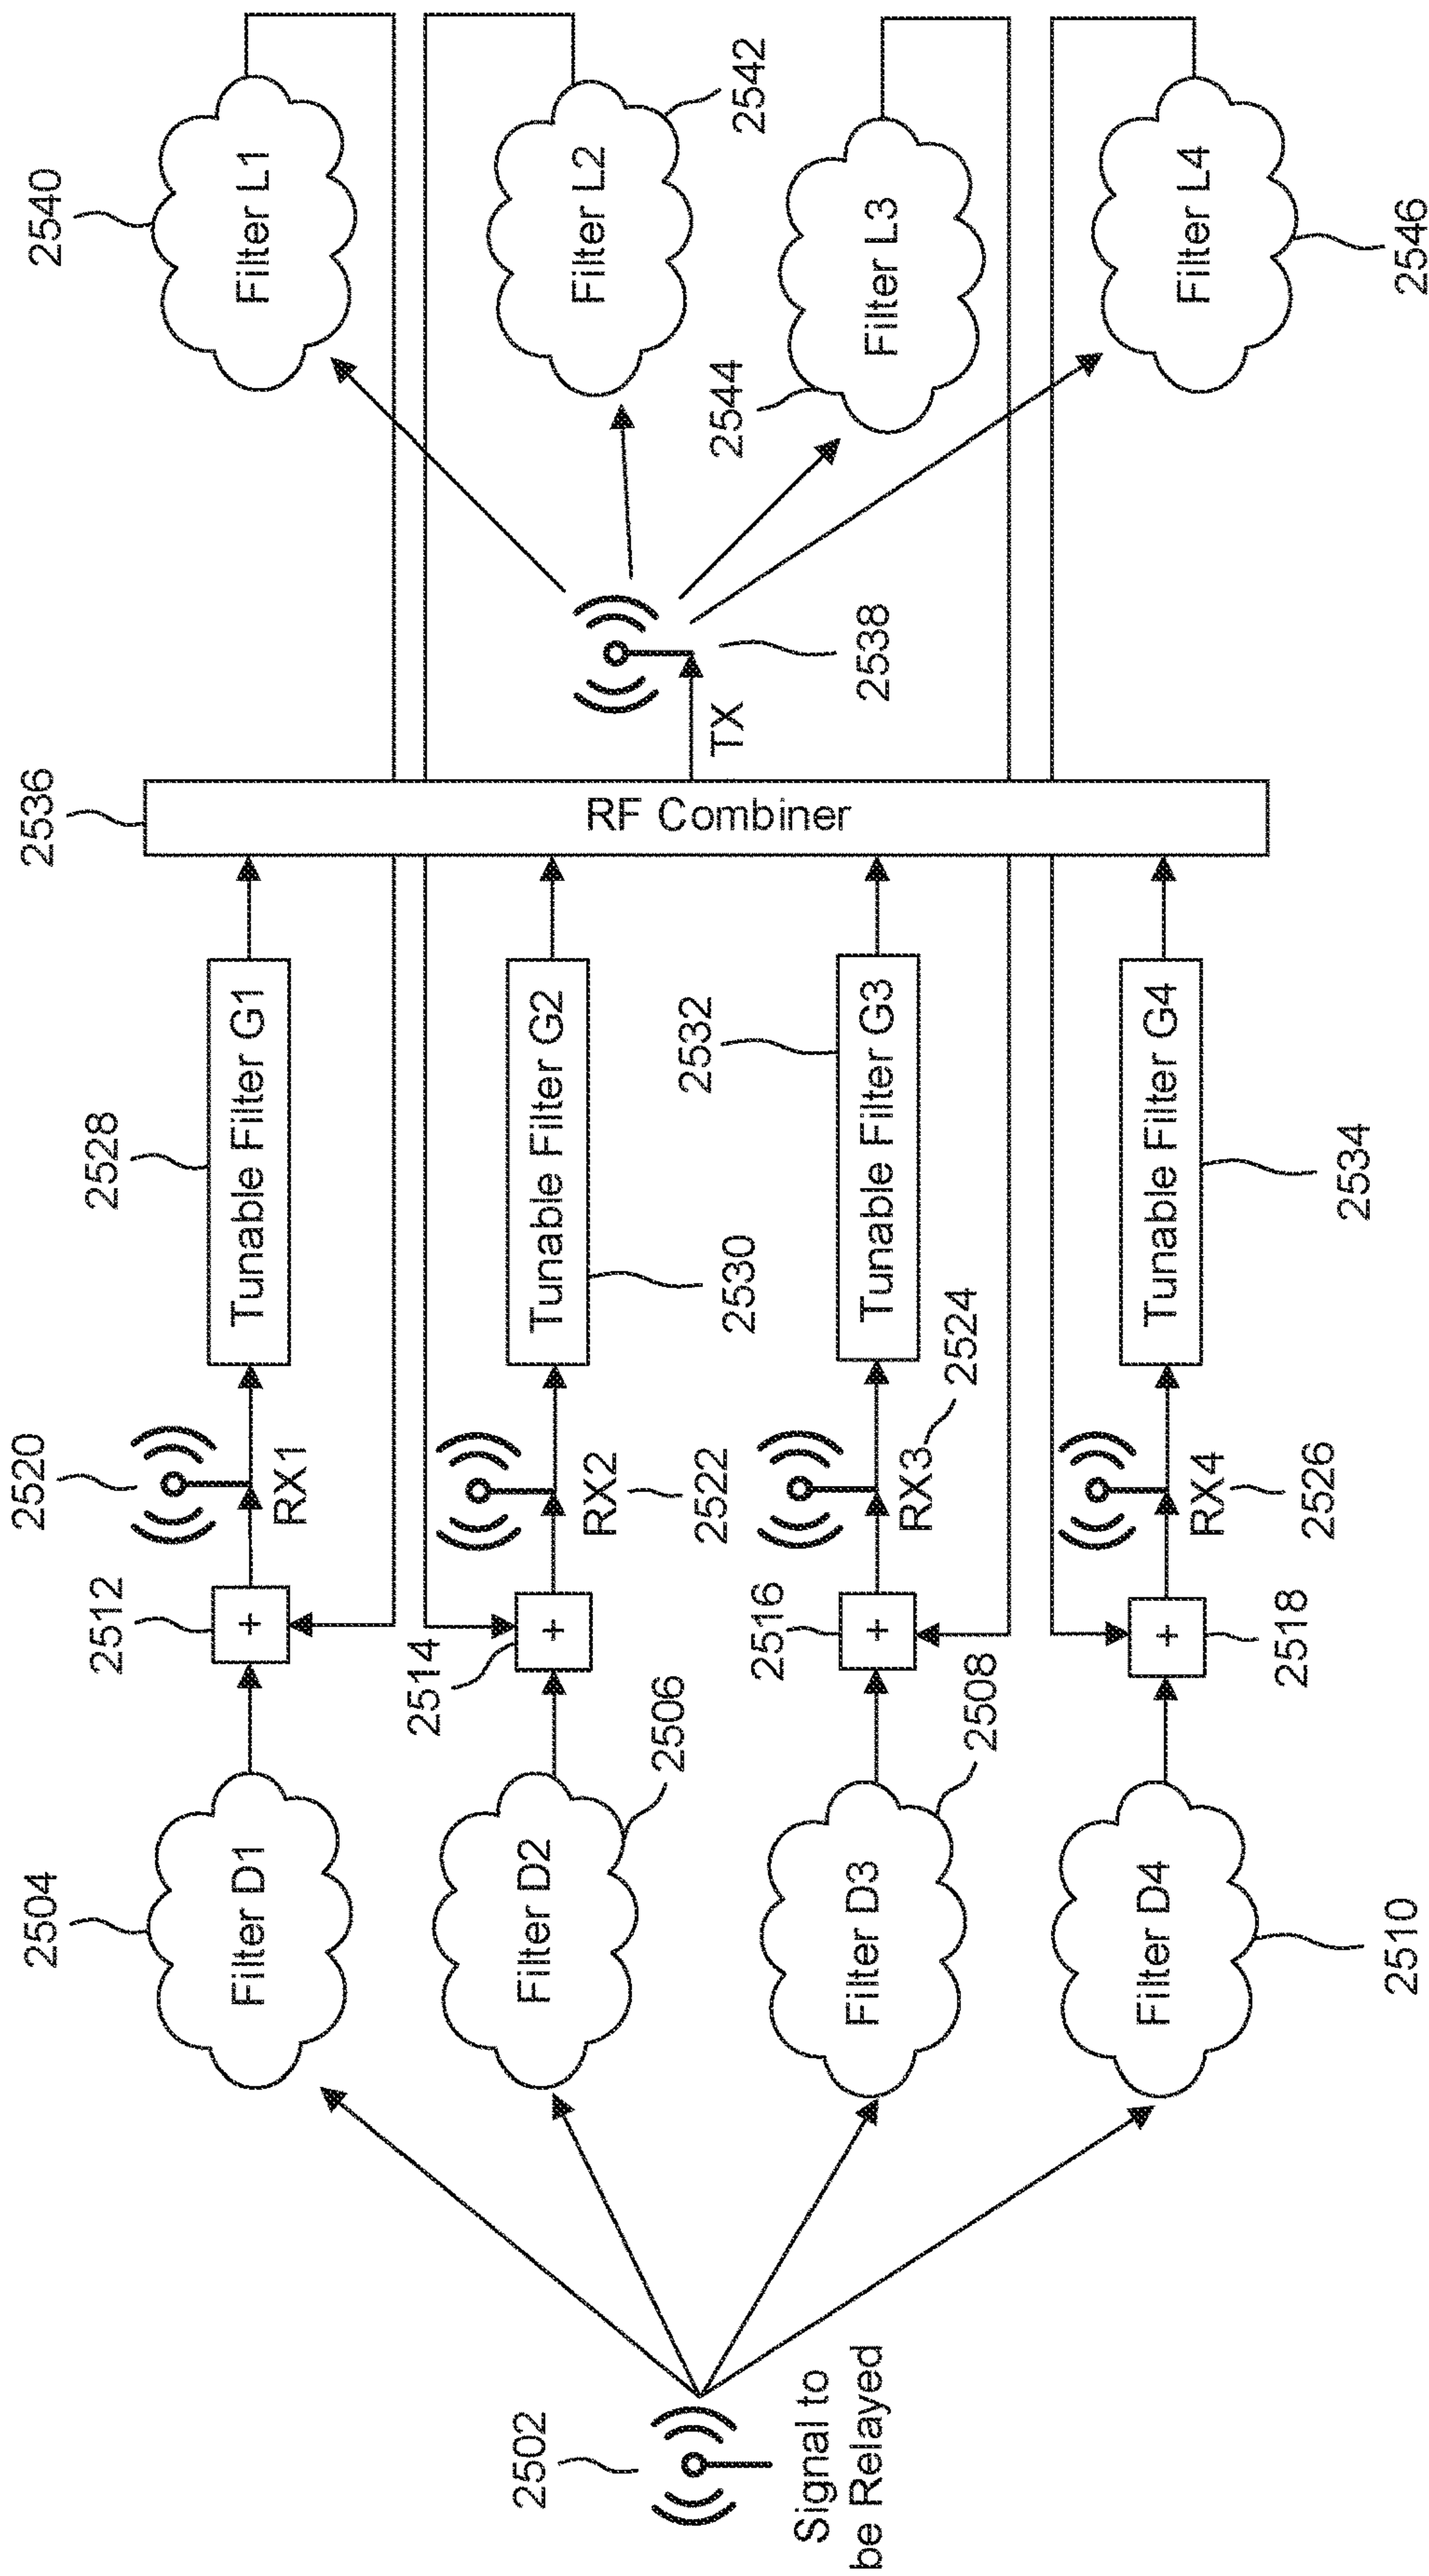 2502
Signal to
be Relayed
2504
Filter D1
Filter D2
2506
Filter D3
2508
Filter D4
2510
2512
+
2514
+
2516
+
+
2518
2520
RX1
RX2
2522
RX3
2524
RX4
2526
2528
Tunable Filter G1
Tunable Filter G2
2530
2532
Tunable Filter G3
Tunable Filter G4
2534
2536
RF Combiner
TX
2538
2540
Filter L1
Filter L2
2542
2544
Filter L3
Filter L4
2546